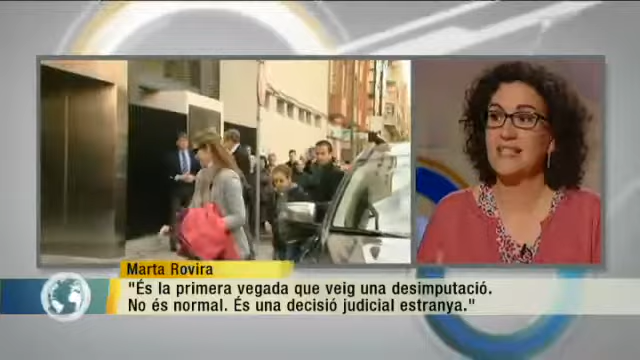 Marta Rovira
"És la primera vegada que veig una desimputació.
No és normal. És una decisió judicial estranya."